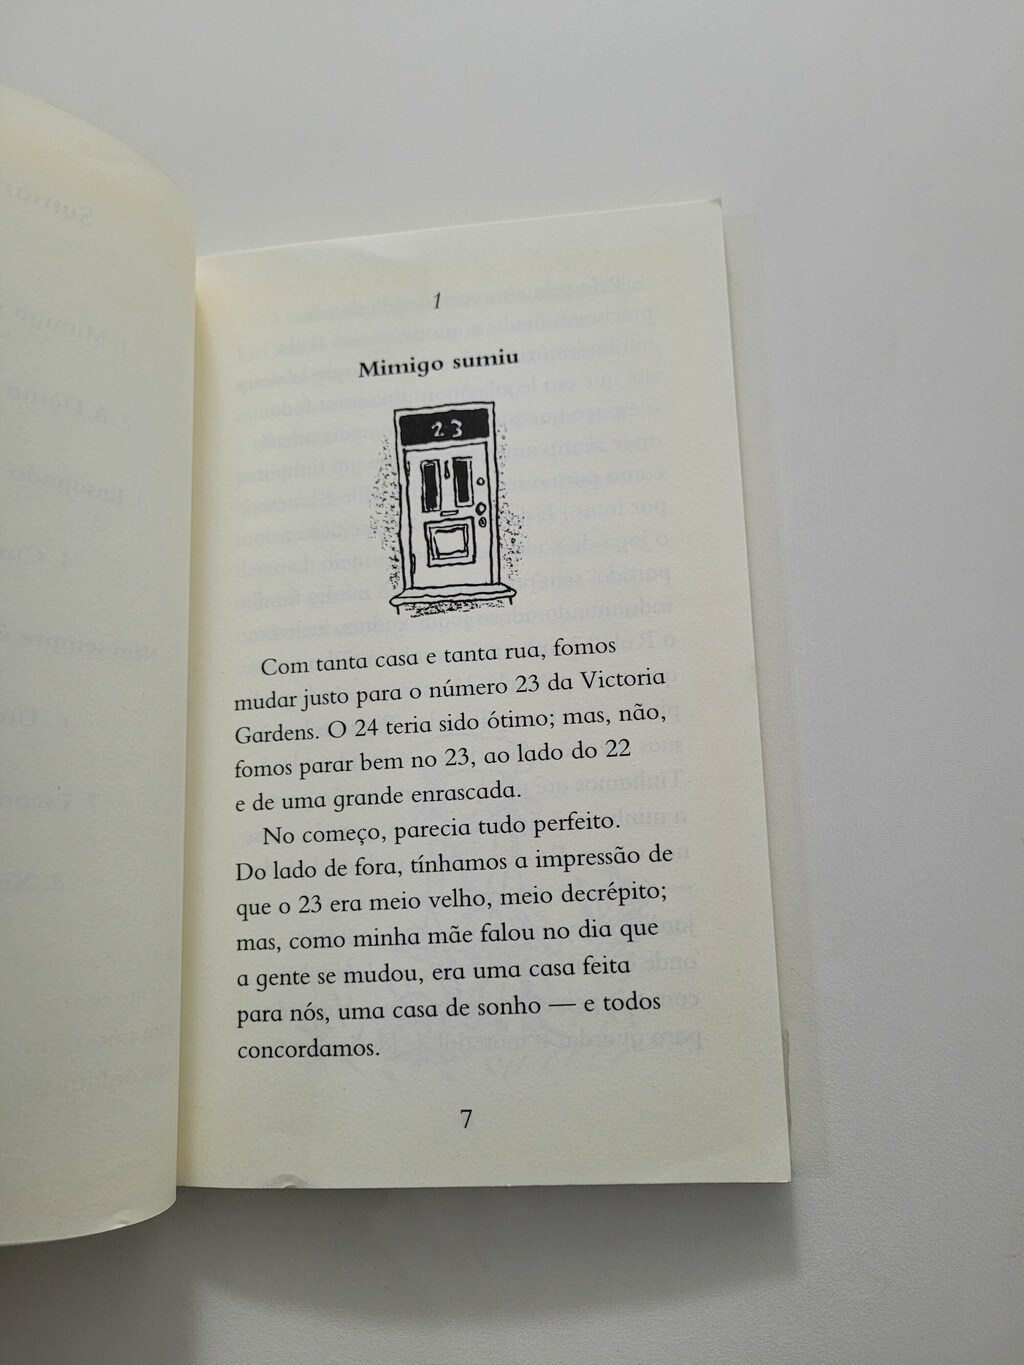 1
Mimigo sumiu
23
Com tanta casa e tanta rua, fomos
mudar justo para o número 23 da Victoria
Gardens. O 24 teria sido ótimo; mas, não,
fomos parar bem no 23, ao lado do 22
e de uma grande enrascada.
No começo, parecia tudo perfeito.
Do lado de fora, tínhamos a impressão de
que o 23 era meio velho, meio decrépito;
mas, como minha mãe falou no dia que
a gente se mudou, era uma casa feita
para nós, uma casa de sonho — e todos
concordamos.
7